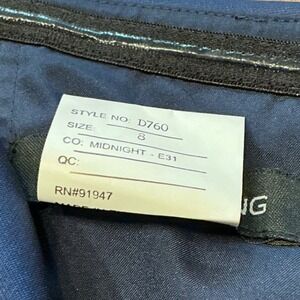 STYLE NO: D760
SIZE: 8
CO: MIDNIGHT - E31
QC:
RN#91947
NG